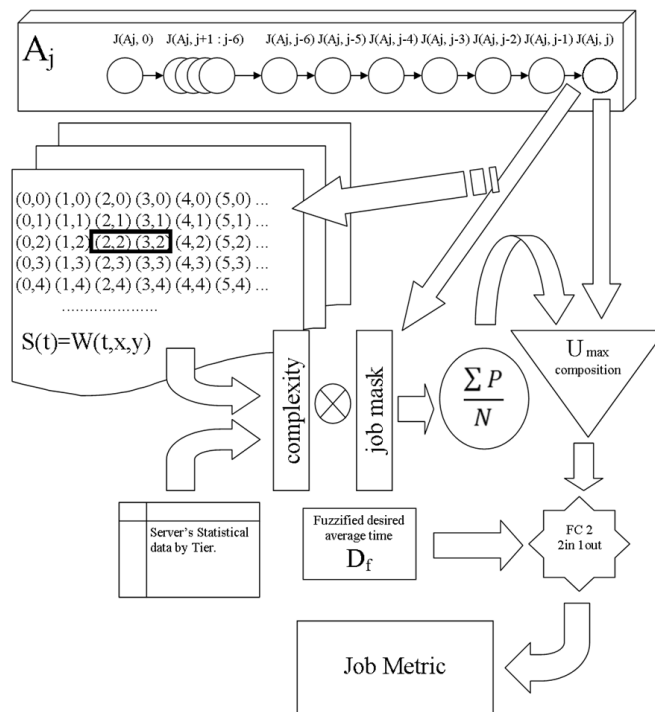 J(Aj, 0) J(Aj, j+1 : j-6) J(Aj, j-6) J(Aj, j-5) J(Aj, j-4) J(Aj, j-3) J(Aj, j-2) J(Aj, j-1) J(Aj, j)
Aj
(0,0) (1,0) (2,0) (3,0) (4,0) (5,0) ...
(0,1) (1,1) (2,1) (3,1) (4,1) (5,1) ...
(0,2) (1,2) (2,2) (3,2) (4,2) (5,2) ...
(0,3) (1,3) (2,3) (3,3) (4,3) (5,3) ...
(0,4) (1,4) (2,4) (3,4) (4,4) (5,4) ...
........................
S(t)=W(t,x,y)
complexity
job mask
∑ P
N
U max
composition
Server's Statistical
data by Tier.
Fuzzified desired
average time
Df
FC 2
2in 1out
Job Metric